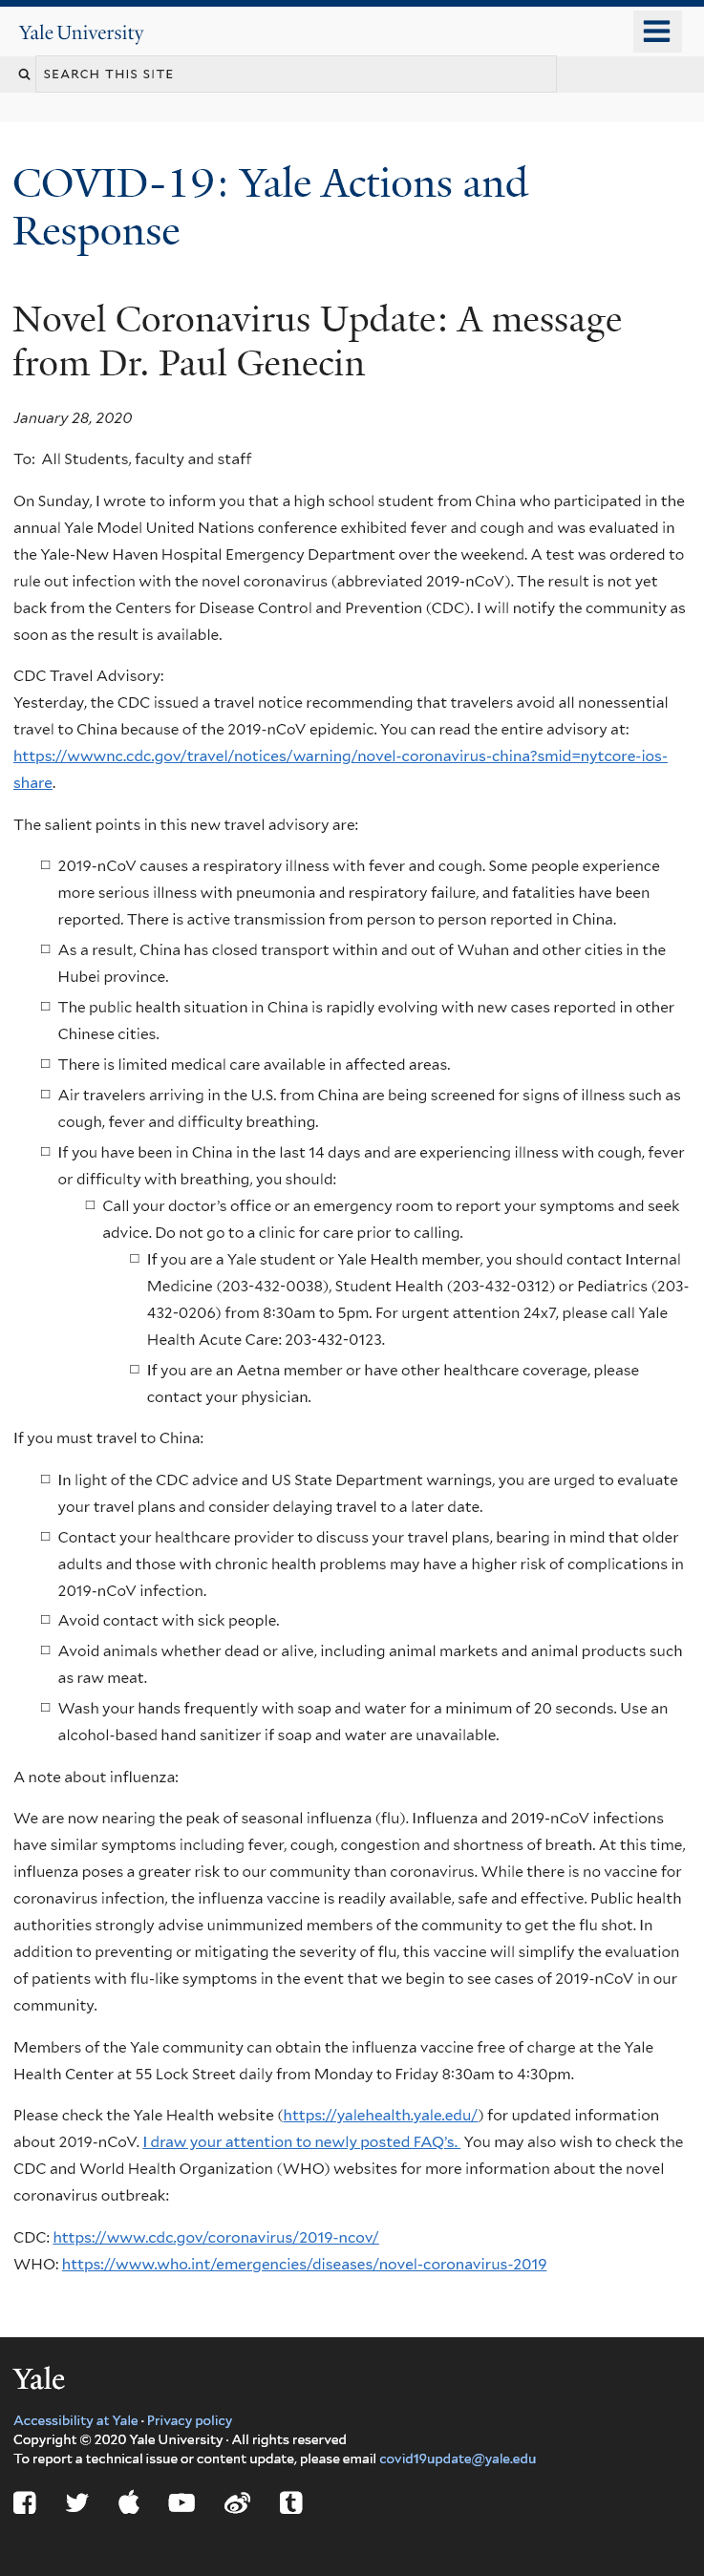 Yale University
SEARCH THIS SITE
COVID-19: Yale Actions and
Response
Novel Coronavirus Update: A message
from Dr. Paul Genecin
January 28, 2020
To:  All Students, faculty and staff
On Sunday, I wrote to inform you that a high school student from China who participated in the
annual Yale Model United Nations conference exhibited fever and cough and was evaluated in
the Yale-New Haven Hospital Emergency Department over the weekend. A test was ordered to
rule out infection with the novel coronavirus (abbreviated 2019-nCoV). The result is not yet
back from the Centers for Disease Control and Prevention (CDC). I will notify the community as
soon as the result is available.
CDC Travel Advisory:
Yesterday, the CDC issued a travel notice recommending that travelers avoid all nonessential
travel to China because of the 2019-nCoV epidemic. You can read the entire advisory at:
https://wwwnc.cdc.gov/travel/notices/warning/novel-coronavirus-china?smid=nytcore-ios-
share.
The salient points in this new travel advisory are:
□ 2019-nCoV causes a respiratory illness with fever and cough. Some people experience
more serious illness with pneumonia and respiratory failure, and fatalities have been
reported. There is active transmission from person to person reported in China.
□ As a result, China has closed transport within and out of Wuhan and other cities in the
Hubei province.
□ The public health situation in China is rapidly evolving with new cases reported in other
Chinese cities.
□ There is limited medical care available in affected areas.
□ Air travelers arriving in the U.S. from China are being screened for signs of illness such as
cough, fever and difficulty breathing.
□ If you have been in China in the last 14 days and are experiencing illness with cough, fever
or difficulty with breathing, you should:
□ Call your doctor's office or an emergency room to report your symptoms and seek
advice. Do not go to a clinic for care prior to calling.
□ If you are a Yale student or Yale Health member, you should contact Internal
Medicine (203-432-0038), Student Health (203-432-0312) or Pediatrics (203-
432-0206) from 8:30am to 5pm. For urgent attention 24x7, please call Yale
Health Acute Care: 203-432-0123.
□ If you are an Aetna member or have other healthcare coverage, please
contact your physician.
If you must travel to China:
□ In light of the CDC advice and US State Department warnings, you are urged to evaluate
your travel plans and consider delaying travel to a later date.
□ Contact your healthcare provider to discuss your travel plans, bearing in mind that older
adults and those with chronic health problems may have a higher risk of complications in
2019-nCoV infection.
□ Avoid contact with sick people.
□ Avoid animals whether dead or alive, including animal markets and animal products such
as raw meat.
□ Wash your hands frequently with soap and water for a minimum of 20 seconds. Use an
alcohol-based hand sanitizer if soap and water are unavailable.
A note about influenza:
We are now nearing the peak of seasonal influenza (flu). Influenza and 2019-nCoV infections
have similar symptoms including fever, cough, congestion and shortness of breath. At this time,
influenza poses a greater risk to our community than coronavirus. While there is no vaccine for
coronavirus infection, the influenza vaccine is readily available, safe and effective. Public health
authorities strongly advise unimmunized members of the community to get the flu shot. In
addition to preventing or mitigating the severity of flu, this vaccine will simplify the evaluation
of patients with flu-like symptoms in the event that we begin to see cases of 2019-nCoV in our
community.
Members of the Yale community can obtain the influenza vaccine free of charge at the Yale
Health Center at 55 Lock Street daily from Monday to Friday 8:30am to 4:30pm.
Please check the Yale Health website (https://yalehealth.yale.edu/) for updated information
about 2019-nCoV. I draw your attention to newly posted FAQ's.  You may also wish to check the
CDC and World Health Organization (WHO) websites for more information about the novel
coronavirus outbreak:
CDC: https://www.cdc.gov/coronavirus/2019-ncov/
WHO: https://www.who.int/emergencies/diseases/novel-coronavirus-2019
Yale
Accessibility at Yale · Privacy policy
Copyright © 2020 Yale University · All rights reserved
To report a technical issue or content update, please email covid19update@yale.edu